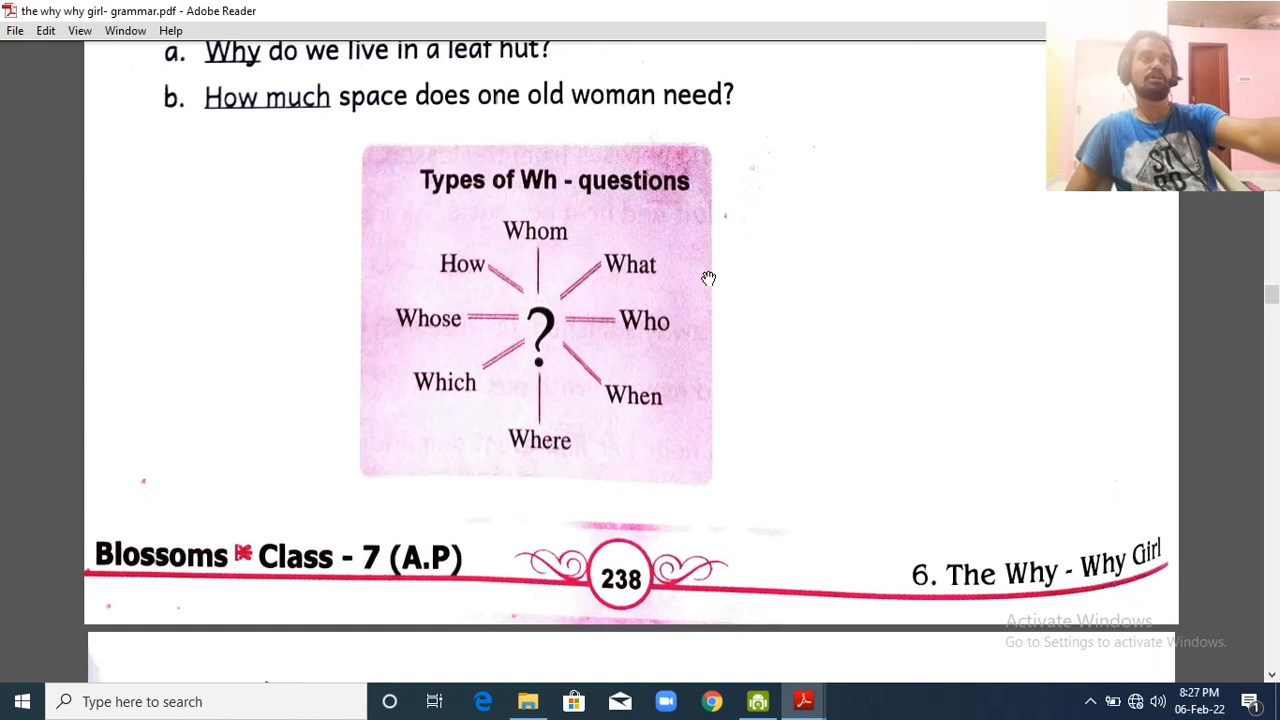 the why why girl- grammar.pdf - Adobe Reader
File Edit View Window Help
a. Why do we live in a leaf hut?
b. How much space does one old woman need?
Types of Wh - questions
Whom
How What
Whose ? Who
Which When
Where
Blossoms Class - 7 (A.P) 238 6. The Why - Why Girl
Activate Windows
Go to Settings to activate Windows.
Type here to search
8:27 PM
06-Feb-22
1